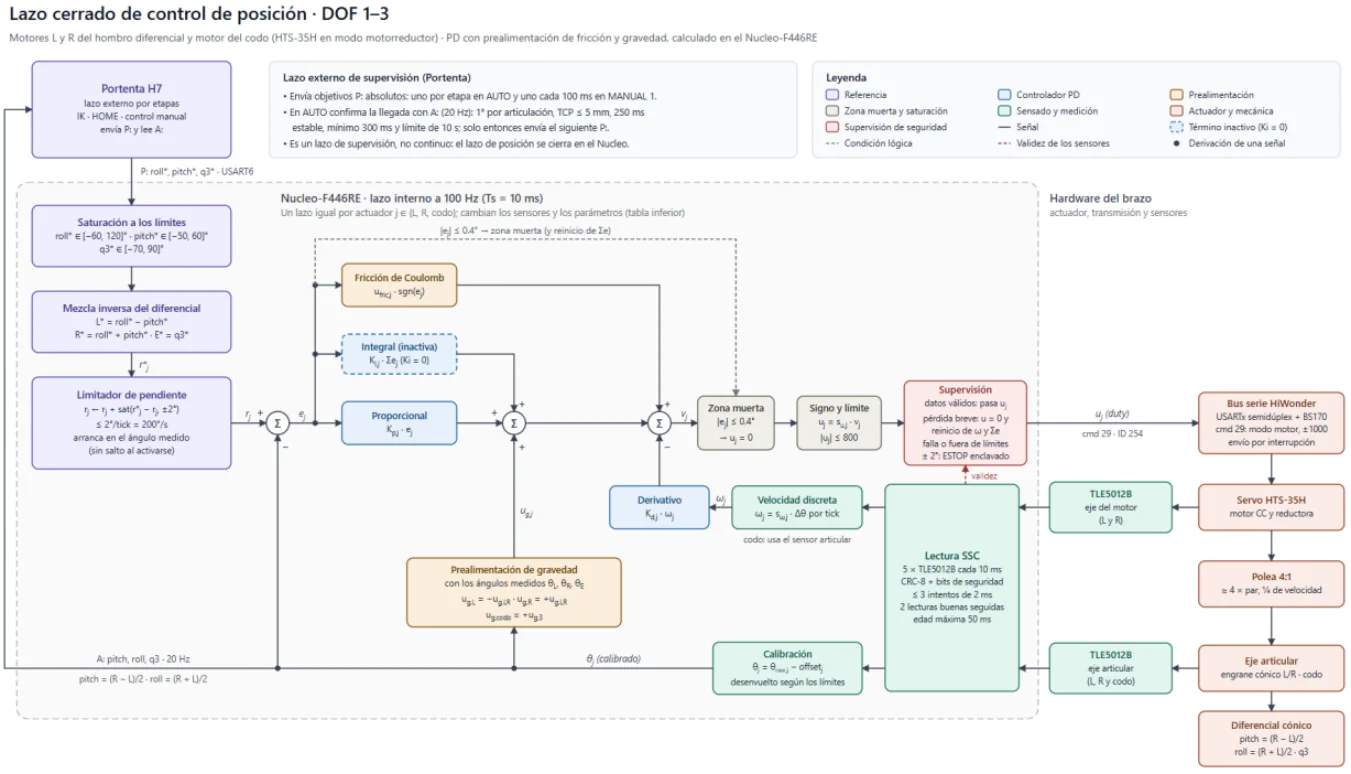 Lazo cerrado de control de posición · DOF 1–3
Motores L y R del hombro diferencial y motor del codo (HTS-35H en modo motorreductor) · PD con prealimentación de fricción y gravedad, calculado en el Nucleo-F446RE
Portenta H7
lazo externo por etapas
IK · HOME · control manual
envía P: y lee A:
Lazo externo de supervisión (Portenta)
• Envía objetivos P: absolutos: uno por etapa en AUTO y uno cada 100 ms en MANUAL 1.
• En AUTO confirma la llegada con A: (20 Hz): 1° por articulación, TCP ≤ 5 mm, 250 ms
estable, mínimo 300 ms y límite de 10 s; solo entonces envía el siguiente P:.
• Es un lazo de supervisión, no continuo: el lazo de posición se cierra en el Nucleo.
Leyenda
Referencia
Controlador PD
Prealimentación
Zona muerta y saturación
Sensado y medición
Actuador y mecánica
Supervisión de seguridad
Señal
Término inactivo (Ki = 0)
Condición lógica
Validez de los sensores
Derivación de una señal
P: roll*, pitch*, q3* · USART6
Nucleo-F446RE · lazo interno a 100 Hz (Ts = 10 ms)
Un lazo igual por actuador j ∈ (L, R, codo); cambian los sensores y los parámetros (tabla inferior)
Hardware del brazo
actuador, transmisión y sensores
|ej| ≤ 0.4° → zona muerta (y reinicio de Σe)
Saturación a los límites
roll* ∈ [−60, 120]° · pitch* ∈ [−50, 60]°
q3* ∈ [−70, 90]°
Mezcla inversa del diferencial
L* = roll* − pitch*
R* = roll* + pitch* · E* = q3*
r*j
Limitador de pendiente
rj ← rj + sat(r*j − rj, ±2°)
≤ 2°/tick = 200°/s
arranca en el ángulo medido
(sin salto al activarse)
rj
+
Σ
−
ej
Fricción de Coulomb
ufric,j · sgn(ej)
Integral (inactiva)
Ki,j · Σej (Ki = 0)
Proporcional
Kp,j · ej
+
+
Σ
+
+
Σ
−
vj
Zona muerta
|ej| ≤ 0.4°
→ uj = 0
Signo y límite
uj = su,j · vj
|uj| ≤ 800
Supervisión
datos válidos: pasa uj
pérdida breve: u = 0 y
reinicio de ω y Σe
falla o fuera de límites
± 2°: ESTOP enclavado
uj (duty)
cmd 29 · ID 254
Bus serie HiWonder
USARTx semidúplex + BS170
cmd 29: modo motor, ±1000
envío por interrupción
validez
Derivativo
Kd,j · ωj
ωj
Velocidad discreta
ωj = sω,j · Δθ por tick
codo: usa el sensor articular
Lectura SSC
5 × TLE5012B cada 10 ms
CRC-8 + bits de seguridad
≤ 3 intentos de 2 ms
2 lecturas buenas seguidas
edad máxima 50 ms
TLE5012B
eje del motor
(L y R)
Servo HTS-35H
motor CC y reductora
ug,j
Prealimentación de gravedad
con los ángulos medidos θL, θR, θE
ug,L = −ug,LR · ug,R = +ug,LR
ug,codo = +ug,3
Polea 4:1
≈ 4 × par, ¼ de velocidad
A: pitch, roll, q3 · 20 Hz
pitch = (R − L)/2 · roll = (R + L)/2
θj (calibrado)
Calibración
θj = θraw,j − offsetj
desenvuelto según los límites
TLE5012B
eje articular
(L, R y codo)
Eje articular
engrane cónico L/R · codo
Diferencial cónico
pitch = (R − L)/2
roll = (R + L)/2 · q3